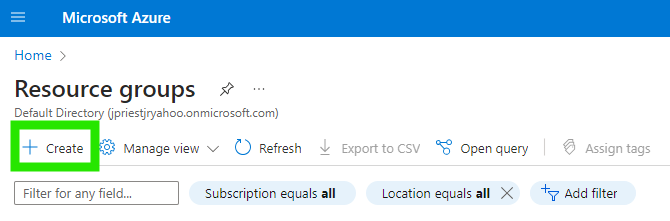 Microsoft Azure
Home >
Resource groups ...
Default Directory (jpriestjryahoo.onmicrosoft.com)
+ Create Manage view Refresh Export to CSV Open query Assign tags
Filter for any field... Subscription equals all Location equals all Add filter